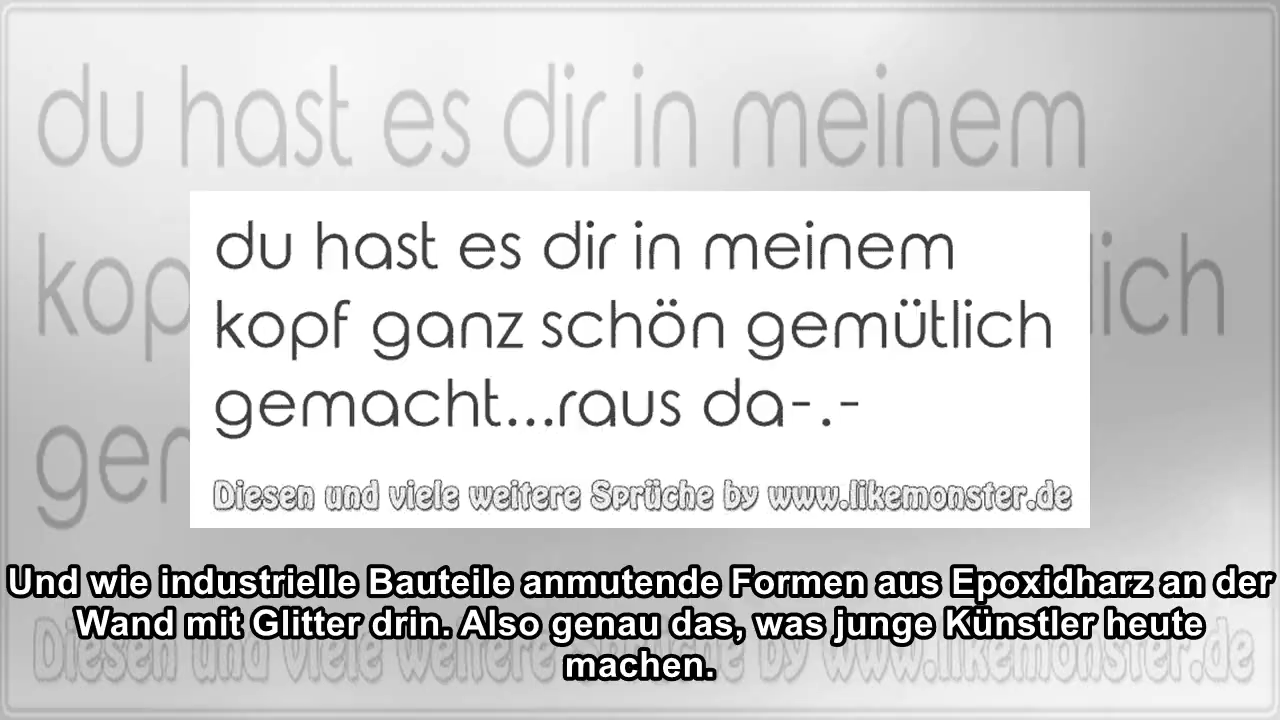 du hast es dir in meinem
kopf ganz schön gemütlich
gemacht...raus da-.-
Diesen und viele weitere Sprüche by www.likemonster.de
Und wie industrielle Bauteile anmutende Formen aus Epoxidharz an der
Wand mit Glitter drin. Also genau das, was junge Künstler heute
machen.